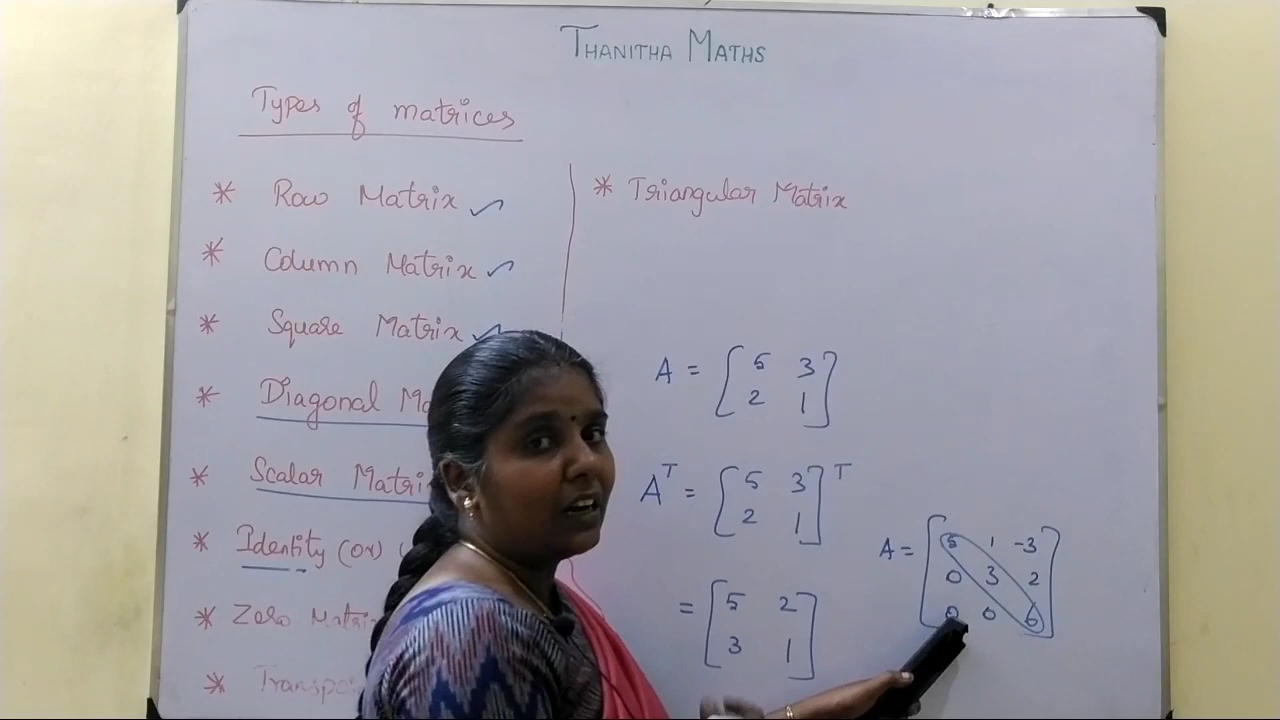 THANITHA MATHS
Types of matrices
* Row Matrix ✓
* Column Matrix ✓
* Square Matrix ✓
* Diagonal
* Scalar
* Identity (or)
* Zero
*
* Triangular Matrix
A = [ 5 3
2 1 ]
A^T = [ 5 3
2 1 ]^T
= [ 5 2
3 1 ]
A = [ 5 1 -3
0 3 2
0 0 6 ]